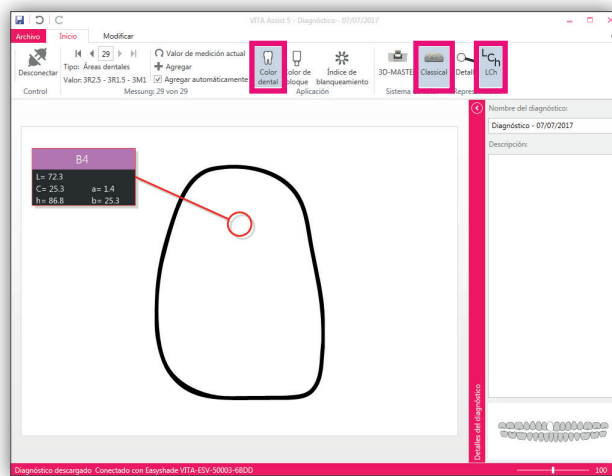 VITA Assist 5 - Diagnóstico - 07/07/2017
Archivo Inicio Modificar
Desconectar
Control
29
Tipo: Áreas dentales
Valor: 3R2.5 - 3R1.5 - 3M1
Valor de medición actual
Agregar
Agregar automáticamente
Messung: 29 von 29
Color dental
Color de bloque
Índice de blanqueamiento
Aplicación
3D-MASTER
Classical
Sistema
Detall
LCh
LCh
Repres
Nombre del diagnóstico:
Diagnóstico - 07/07/2017
Descripción:
B4
L= 72.3
C= 25.3 a= 1.4
h= 86.8 b= 25.3
Detalles del diagnóstico
Diagnóstico descargado Conectado con Easyshade VITA-ESV-50003-6BDD
100